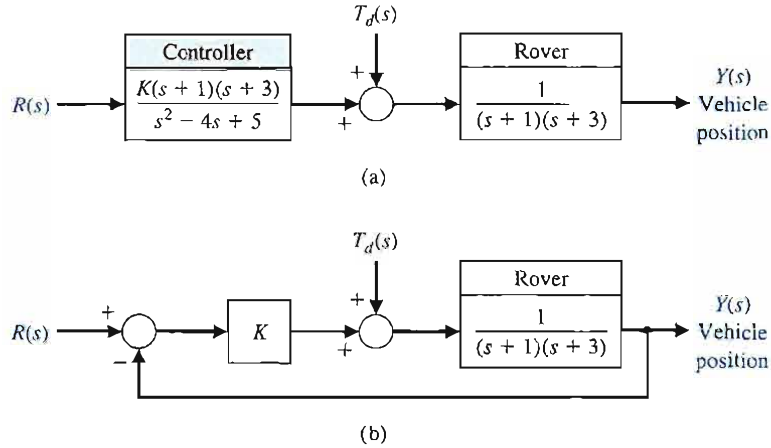 T_d(s)
Controller
Rover
R(s)
K(s + 1)(s + 3)
s² − 4s + 5
+
+
1
(s + 1)(s + 3)
Y(s)
Vehicle
position
(a)
T_d(s)
Rover
R(s)
+
−
K
+
+
1
(s + 1)(s + 3)
Y(s)
Vehicle
position
(b)